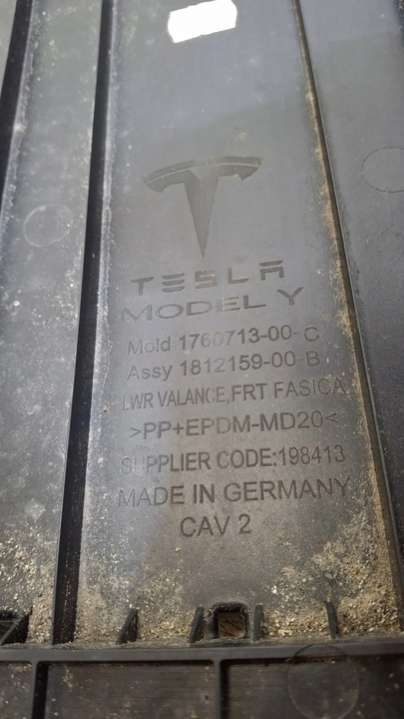 TESLA
MODEL Y
Mold 1760713-00-C
Assy 1812159-00-B
LWR VALANCE,FRT FASICA
>PP+EPDM-MD20<
SUPPLIER CODE:198413
MADE IN GERMANY
CAV 2